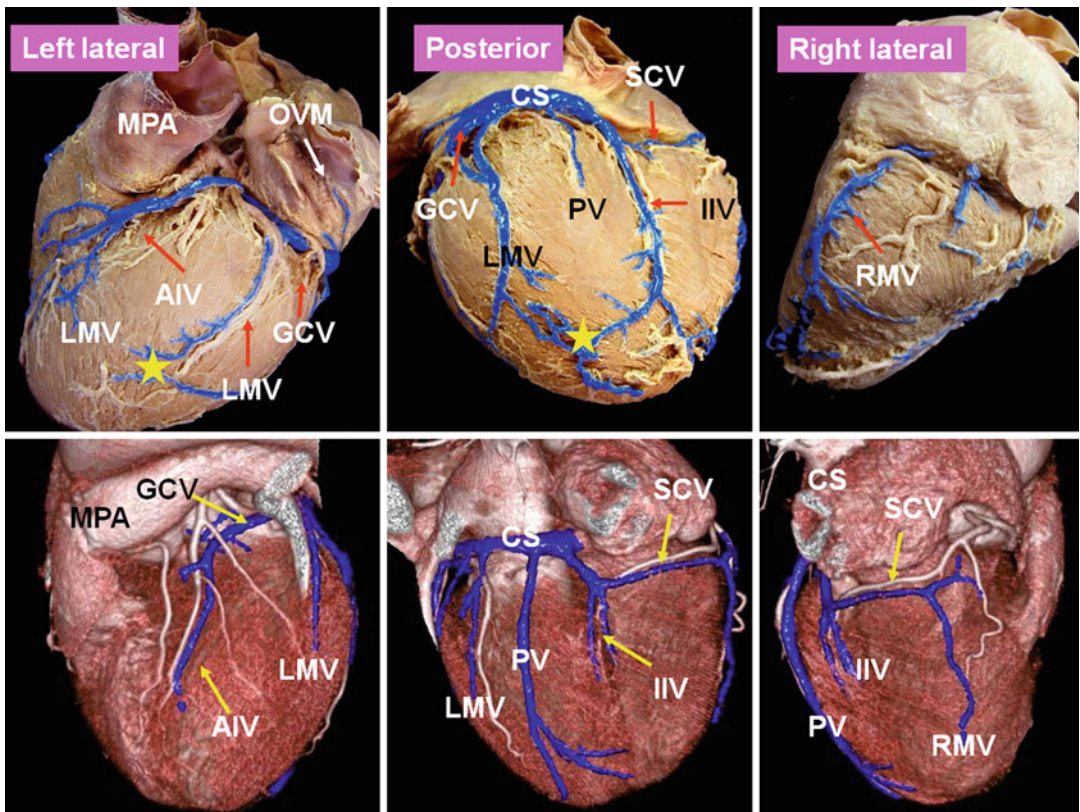 Left lateral
MPA
OVM
AIV
LMV
GCV
LMV
Posterior
SCV
CS
GCV
PV
IIV
LMV
Right lateral
RMV
GCV
MPA
LMV
AIV
SCV
CS
PV
LMV
IIV
CS
SCV
IIV
PV
RMV